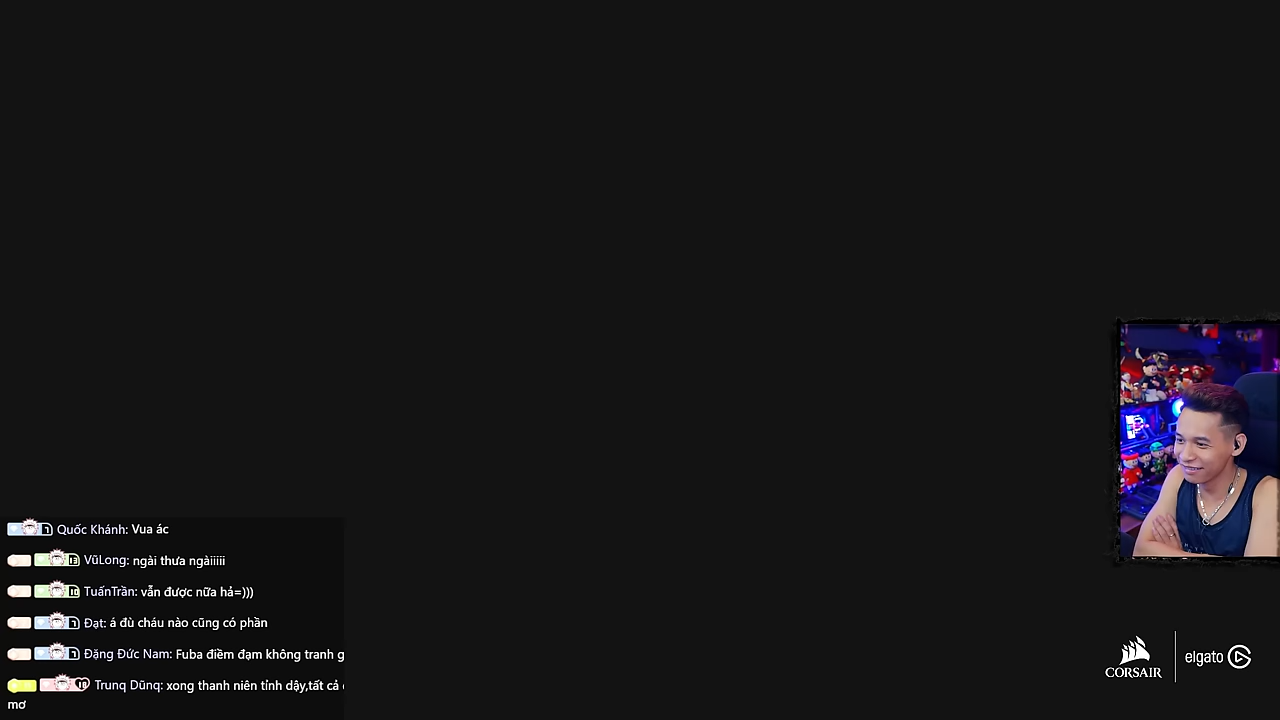 Quốc Khánh: Vua ác
VũLong: ngài thưa ngàiiiii
TuấnTrần: vẫn được nữa hả=)))
Đạt: á đù cháu nào cũng có phần
Đặng Đức Nam: Fuba điềm đạm không tranh g
Trunq Dũnq: xong thanh niên tỉnh dậy,tất cả
mơ
CORSAIR
elgato